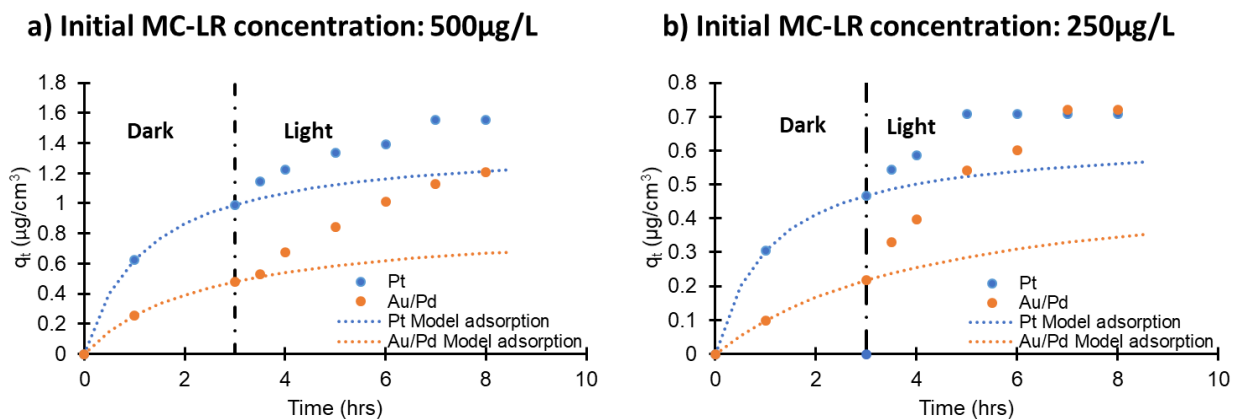 a) Initial MC-LR concentration: 500µg/L
1.8
1.6
1.4
1.2
1
0.8
0.6
0.4
0.2
0
qt (µg/cm³)
Dark
Light
Pt
Au/Pd
Pt Model adsorption
Au/Pd Model adsorption
0 2 4 6 8 10
Time (hrs)
b) Initial MC-LR concentration: 250µg/L
0.8
0.7
0.6
0.5
0.4
0.3
0.2
0.1
0
qt (µg/cm³)
Dark
Light
Pt
Au/Pd
Pt Model adsorption
Au/Pd Model adsorption
0 2 4 6 8 10
Time (hrs)